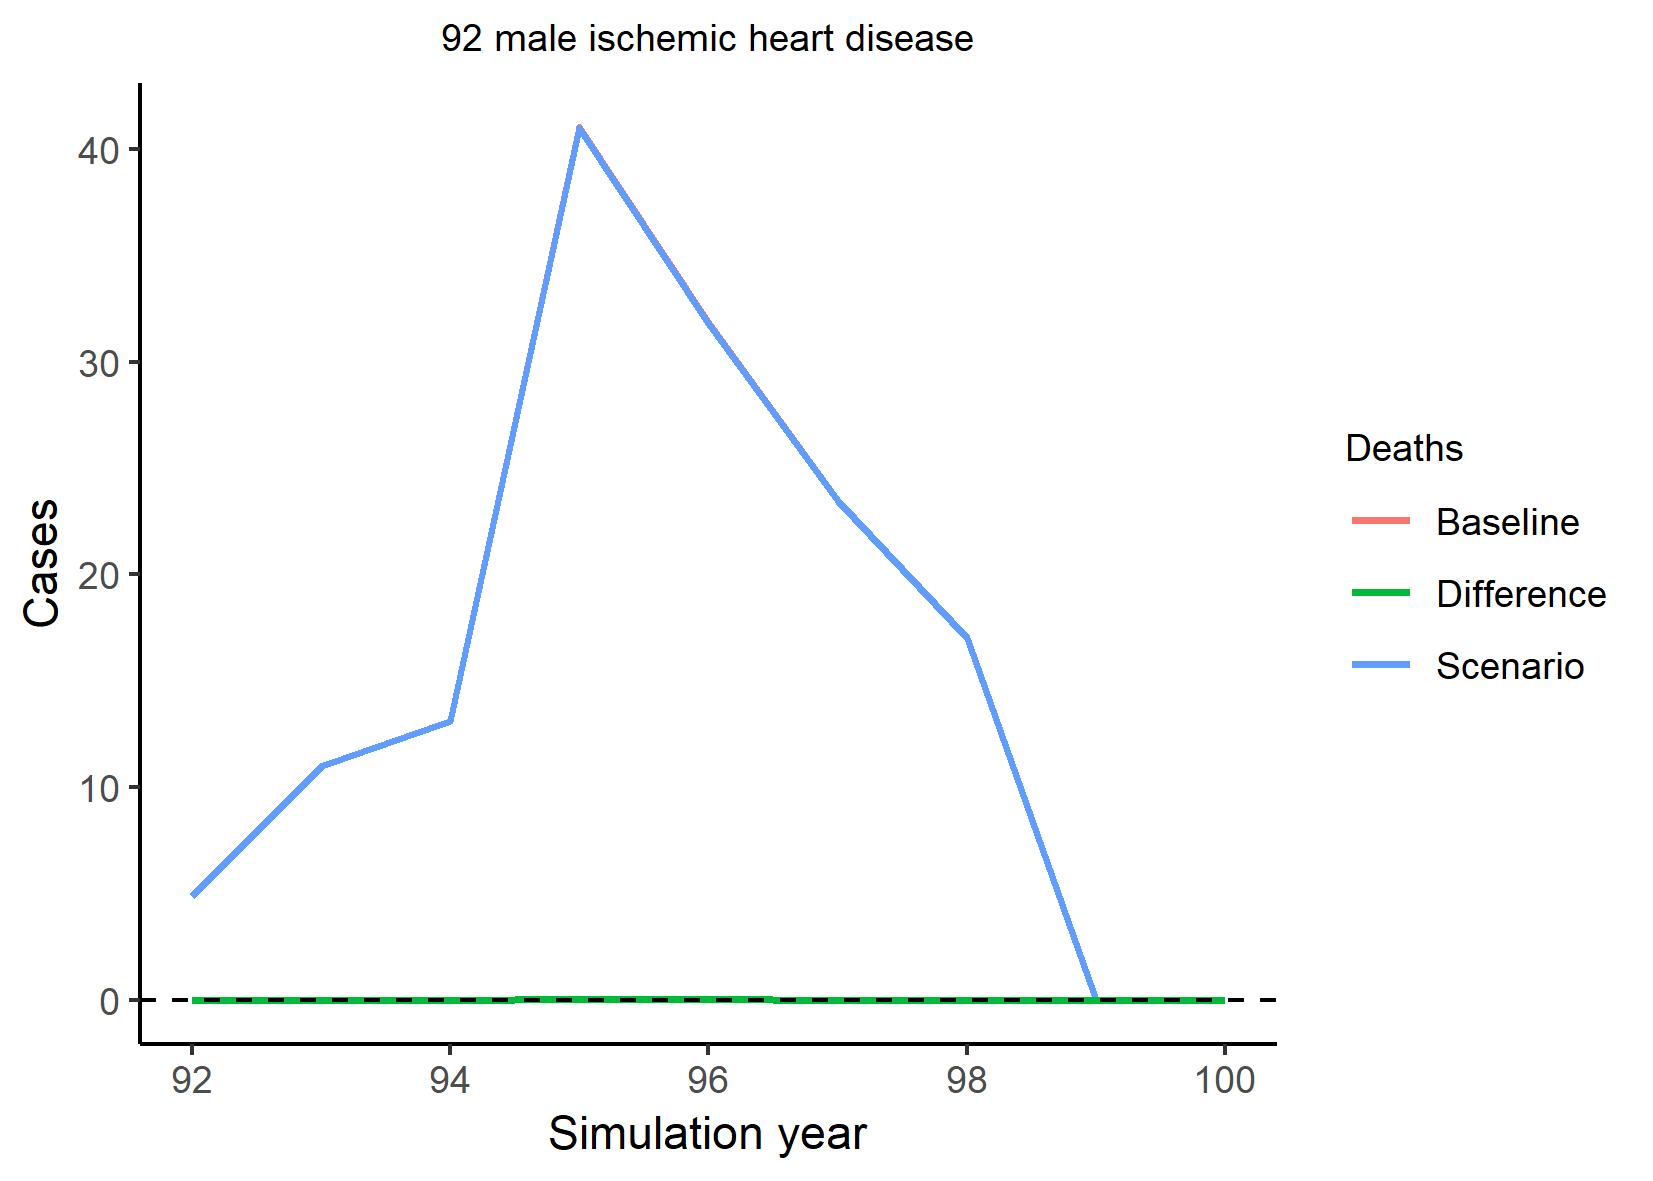 92 male ischemic heart disease
Cases
40
30
20
10
0
92 94 96 98 100
Simulation year
Deaths
Baseline
Difference
Scenario